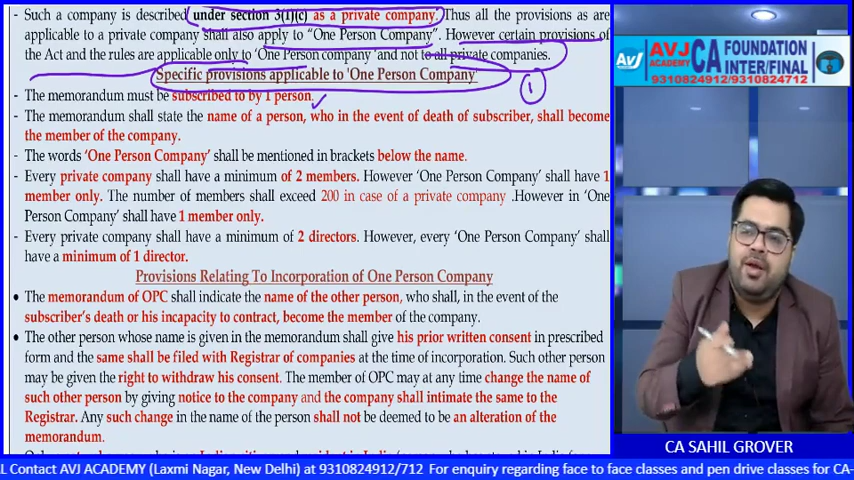 - Such a company is described under section 3(1)(c) as a private company. Thus all the provisions as are
applicable to a private company shall also apply to "One Person Company". However certain provisions of
the Act and the rules are applicable only to 'One Person company' and not to all private companies.
Specific provisions applicable to 'One Person Company'
1
- The memorandum must be subscribed to by 1 person.
- The memorandum shall state the name of a person, who in the event of death of subscriber, shall become
the member of the company.
- The words 'One Person Company' shall be mentioned in brackets below the name.
- Every private company shall have a minimum of 2 members. However 'One Person Company' shall have 1
member only. The number of members shall exceed 200 in case of a private company .However in 'One
Person Company' shall have 1 member only.
- Every private company shall have a minimum of 2 directors. However, every 'One Person Company' shall
have a minimum of 1 director.
Provisions Relating To Incorporation of One Person Company
• The memorandum of OPC shall indicate the name of the other person, who shall, in the event of the
subscriber's death or his incapacity to contract, become the member of the company.
• The other person whose name is given in the memorandum shall give his prior written consent in prescribed
form and the same shall be filed with Registrar of companies at the time of incorporation. Such other person
may be given the right to withdraw his consent. The member of OPC may at any time change the name of
such other person by giving notice to the company and the company shall intimate the same to the
Registrar. Any such change in the name of the person shall not be deemed to be an alteration of the
memorandum.
AVJ
ACADEMY
CA FOUNDATION
INTER/FINAL
9310824912/9310824712
CA SAHIL GROVER
AL Contact AVJ ACADEMY (Laxmi Nagar, New Delhi) at 9310824912/712 For enquiry regarding face to face classes and pen drive classes for CA-